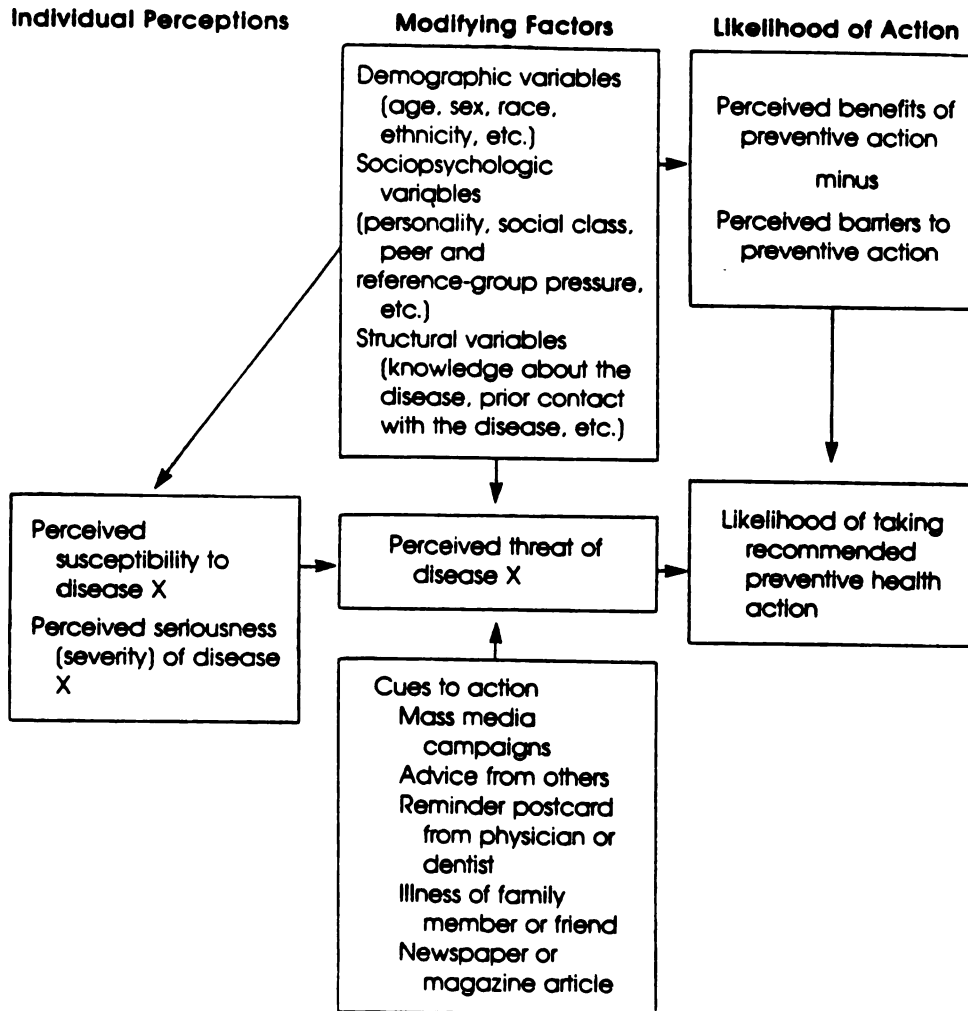 Individual Perceptions
Modifying Factors
Likelihood of Action
Demographic variables
(age, sex, race,
ethnicity, etc.)
Sociopsychologic
variables
(personality, social class,
peer and
reference-group pressure,
etc.)
Structural variables
(knowledge about the
disease, prior contact
with the disease, etc.)
Perceived benefits of
preventive action
minus
Perceived barriers to
preventive action
Perceived
susceptibility to
disease X
Perceived seriousness
(severity) of disease
X
Perceived threat of
disease X
Likelihood of taking
recommended
preventive health
action
Cues to action
Mass media
campaigns
Advice from others
Reminder postcard
from physician or
dentist
Illness of family
member or friend
Newspaper or
magazine article